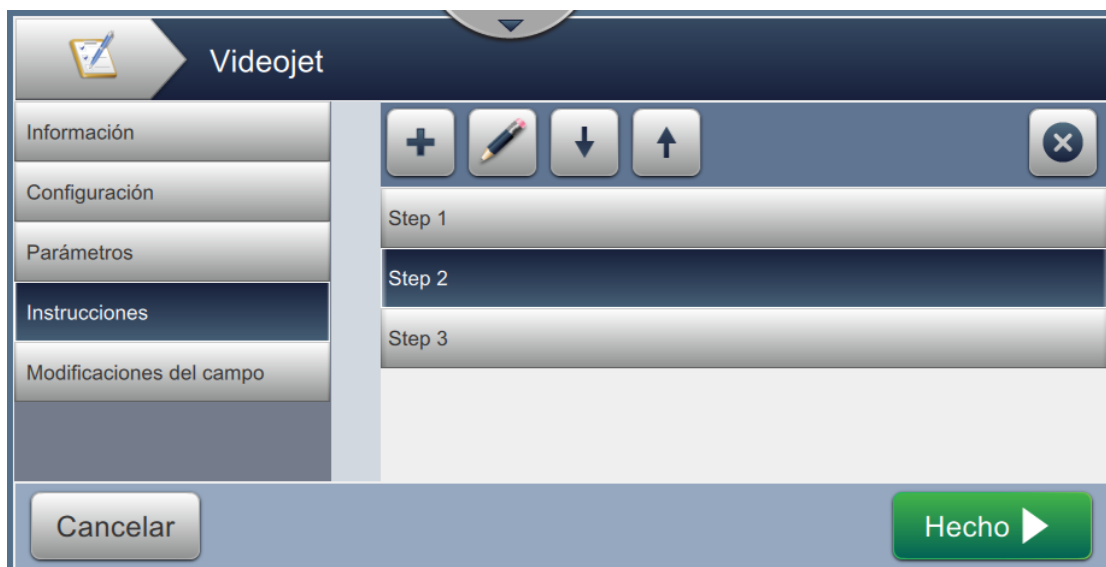 Videojet
Información
Configuración
Parámetros
Instrucciones
Modificaciones del campo
Step 1
Step 2
Step 3
Cancelar
Hecho